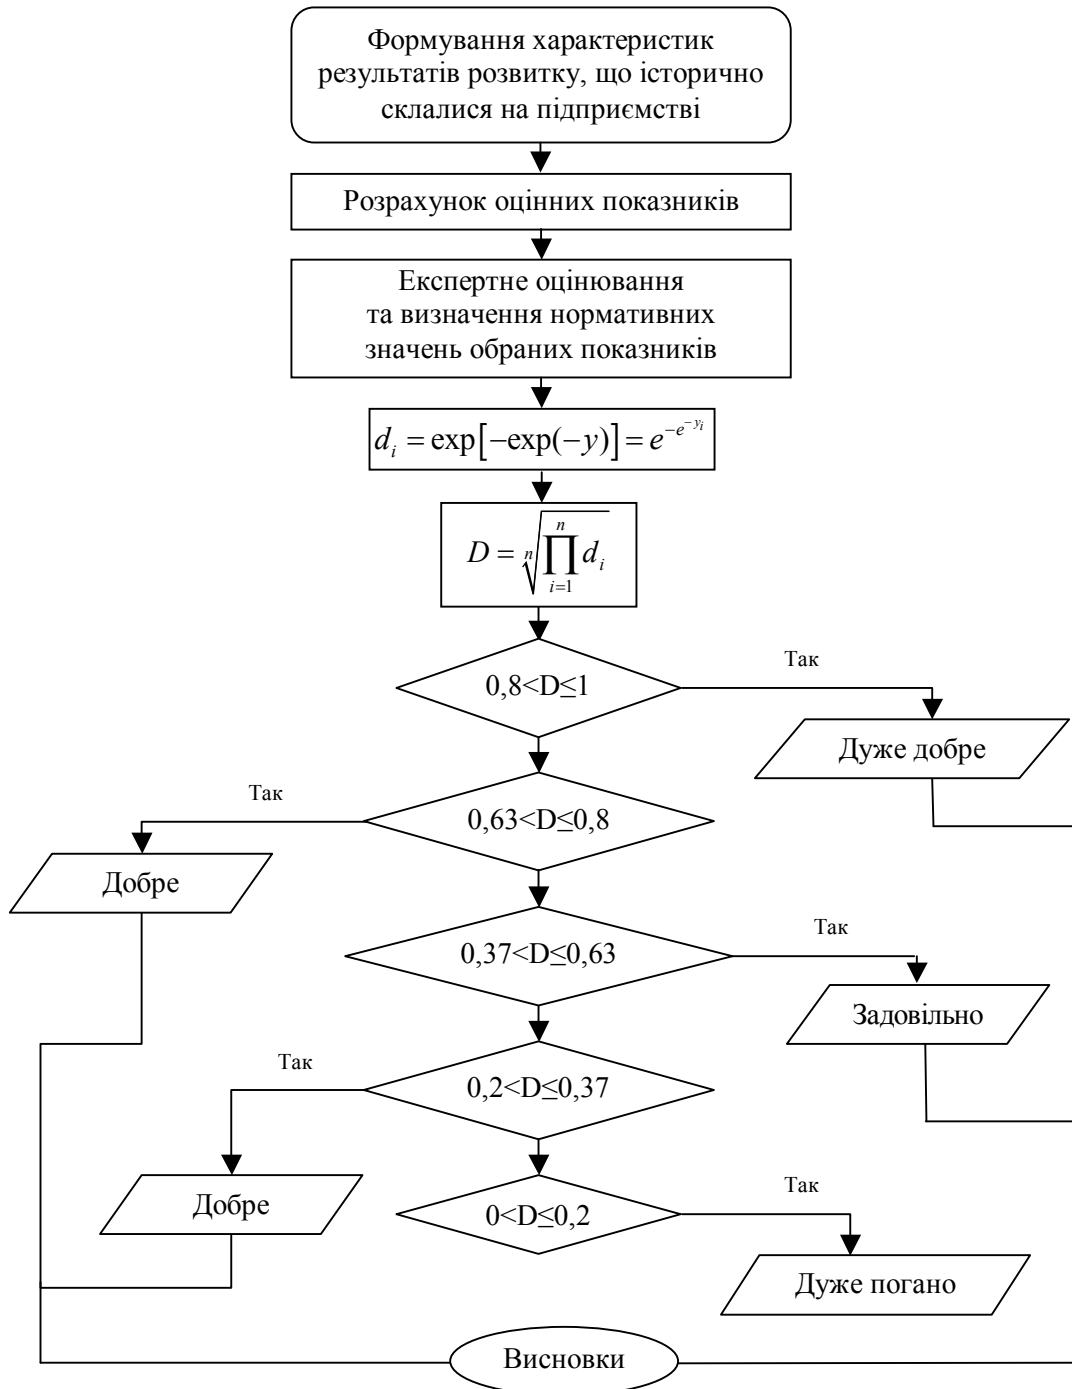 Формування характеристик
результатів розвитку, що історично
склалися на підприємстві
Розрахунок оцінних показників
Експертне оцінювання
та визначення нормативних
значень обраних показників
d_i = exp[−exp(−y)] = e^{−e^{−y_i}}
D = \sqrt[n]{\prod_{i=1}^{n} d_i}
0,8<D≤1
Так
Дуже добре
0,63<D≤0,8
Так
Добре
0,37<D≤0,63
Так
Задовільно
0,2<D≤0,37
Так
Добре
0<D≤0,2
Так
Дуже погано
Висновки